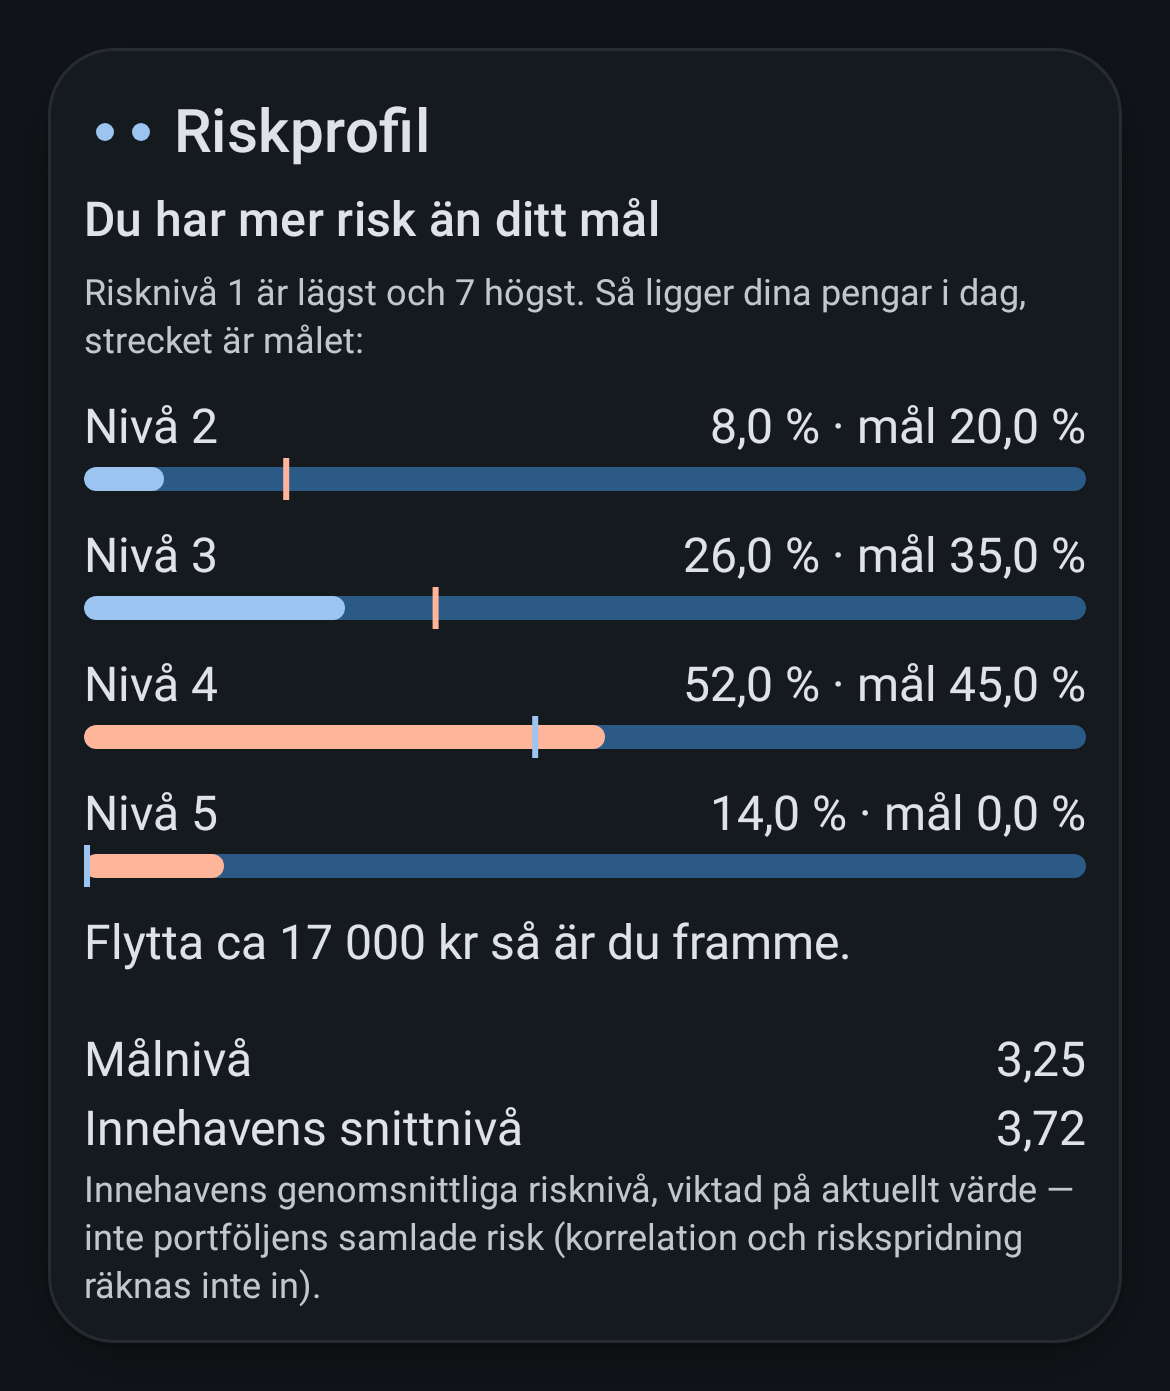 Riskprofil
Du har mer risk än ditt mål
Risknivå 1 är lägst och 7 högst. Så ligger dina pengar i dag,
strecket är målet:
Nivå 2 8,0 % · mål 20,0 %
Nivå 3 26,0 % · mål 35,0 %
Nivå 4 52,0 % · mål 45,0 %
Nivå 5 14,0 % · mål 0,0 %
Flytta ca 17 000 kr så är du framme.
Målnivå 3,25
Innehavens snittnivå 3,72
Innehavens genomsnittliga risknivå, viktad på aktuellt värde —
inte portföljens samlade risk (korrelation och riskspridning
räknas inte in).